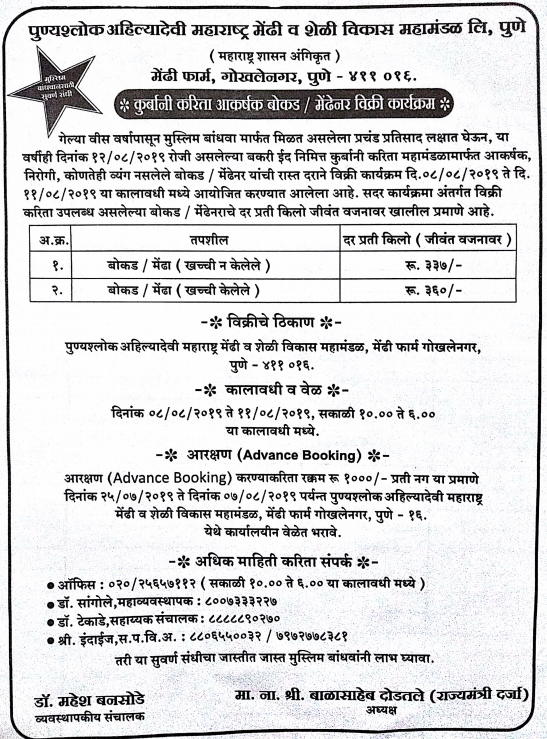 पुण्यश्लोक अहिल्यादेवी महाराष्ट्र मेंढी व शेळी विकास महामंडळ लि, पुणे
( महाराष्ट्र शासन अंगिकृत )
मेंढी फार्म, गोखलेनगर, पुणे - ४११ ०१६.
मुस्लिम
बांधवांसाठी
सुवर्ण संधी
❊ कुर्बानी करिता आकर्षक बोकड / मेंढेनर विक्री कार्यक्रम ❊
गेल्या वीस वर्षापासून मुस्लिम बांधवा मार्फत मिळत असलेला प्रचंड प्रतिसाद लक्षात घेऊन, या
वर्षीही दिनांक १२/०८/२०१९ रोजी असलेल्या बकरी ईद निमित्त कुर्बानी करिता महामंडळामार्फत आकर्षक,
निरोगी, कोणतेही व्यंग नसलेले बोकड / मेंढेनर यांची रास्त दराने विक्री कार्यक्रम दि.०८/०८/२०१९ ते दि.
११/०८/२०१९ या कालावधी मध्ये आयोजित करण्यात आलेला आहे. सदर कार्यक्रमा अंतर्गत विक्री
करिता उपलब्ध असलेल्या बोकड / मेंढेनराचे दर प्रती किलो जीवंत वजनावर खालील प्रमाणे आहे.
अ.क्र. तपशील दर प्रती किलो ( जीवंत वजनावर )
१. बोकड / मेंढा ( खच्ची न केलेले ) रू. ३३७/-
२. बोकड / मेंढा ( खच्ची केलेले ) रू. ३६०/-
-❊ विक्रीचे ठिकाण ❊-
पुण्यश्लोक अहिल्यादेवी महाराष्ट्र मेंढी व शेळी विकास महामंडळ, मेंढी फार्म गोखलेनगर,
पुणे - ४११ ०१६.
-❊ कालावधी व वेळ ❊-
दिनांक ०८/०८/२०१९ ते ११/०८/२०१९, सकाळी १०.०० ते ६.००
या कालावधी मध्ये.
-❊ आरक्षण (Advance Booking) ❊-
आरक्षण (Advance Booking) करण्याकरिता रक्कम रू १०००/- प्रती नग या प्रमाणे
दिनांक २५/०७/२०१९ ते दिनांक ०७/०८/२०१९ पर्यन्त पुण्यश्लोक अहिल्यादेवी महाराष्ट्र
मेंढी व शेळी विकास महामंडळ, मेंढी फार्म गोखलेनगर, पुणे - १६.
येथे कार्यालयीन वेळेत भरावे.
-❊ अधिक माहिती करिता संपर्क ❊-
● ऑफिस : ०२०/२५६५७११२ ( सकाळी १०.०० ते ६.०० या कालावधी मध्ये )
● डॉ. सांगोले,महाव्यवस्थापक : ८००७३३३२२७
● डॉ. टेकाडे,सहाय्यक संचालक : ८८८८८९०२७०
● श्री. इंदाईज,स.प.वि.अ. : ८८०६५५००३२ / ७९७२७७८३८१
तरी या सुवर्ण संधीचा जास्तीत जास्त मुस्लिम बांधवांनी लाभ घ्यावा.
डॉ. महेश बनसोडे
व्यवस्थापकीय संचालक
मा. ना. श्री. बाळासाहेब दोडतले (राज्यमंत्री दर्जा)
अध्यक्ष